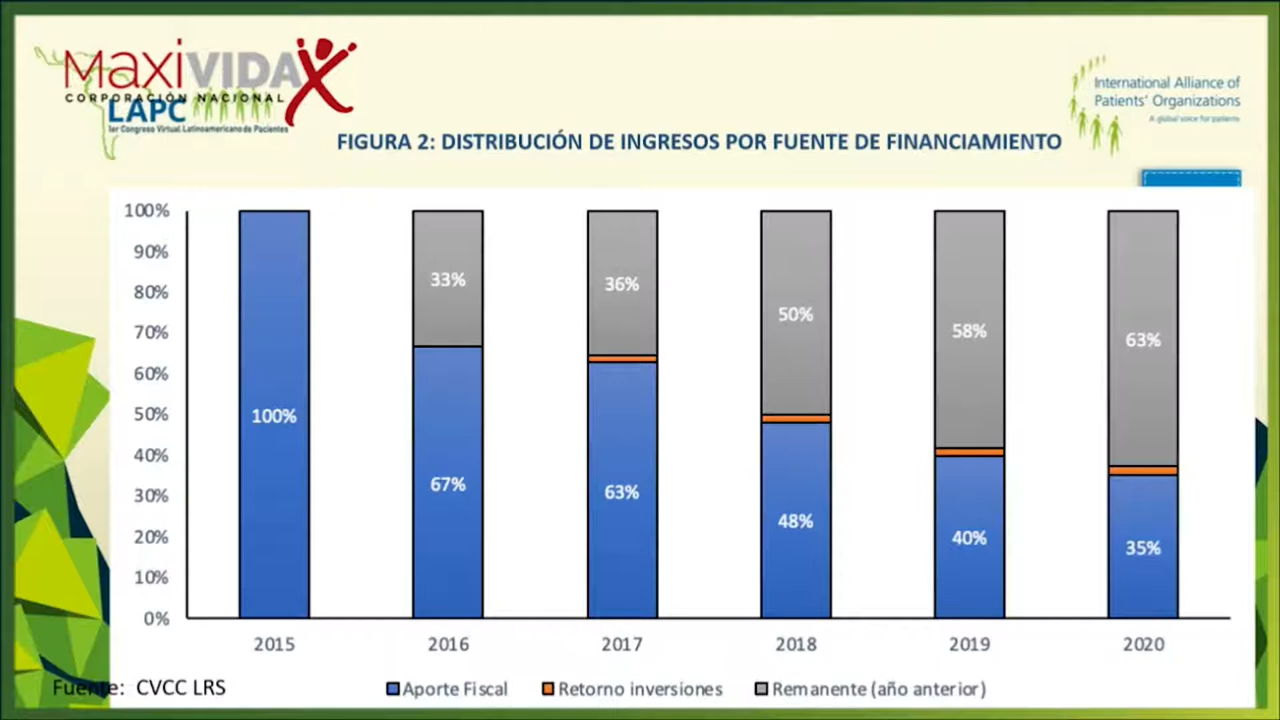 MaxiVIDA
CORPORACIÓN NACIONAL
LAPC
1er Congreso Virtual Latinoamericano de Pacientes
International Alliance of
Patients' Organizations
A global voice for patients
FIGURA 2: DISTRIBUCIÓN DE INGRESOS POR FUENTE DE FINANCIAMIENTO
100%
90%
80%
70%
60%
50%
40%
30%
20%
10%
0%
100%
33%
67%
36%
63%
50%
48%
58%
40%
63%
35%
2015 2016 2017 2018 2019 2020
Fuente: CVCC LRS
Aporte Fiscal Retorno inversiones Remanente (año anterior)